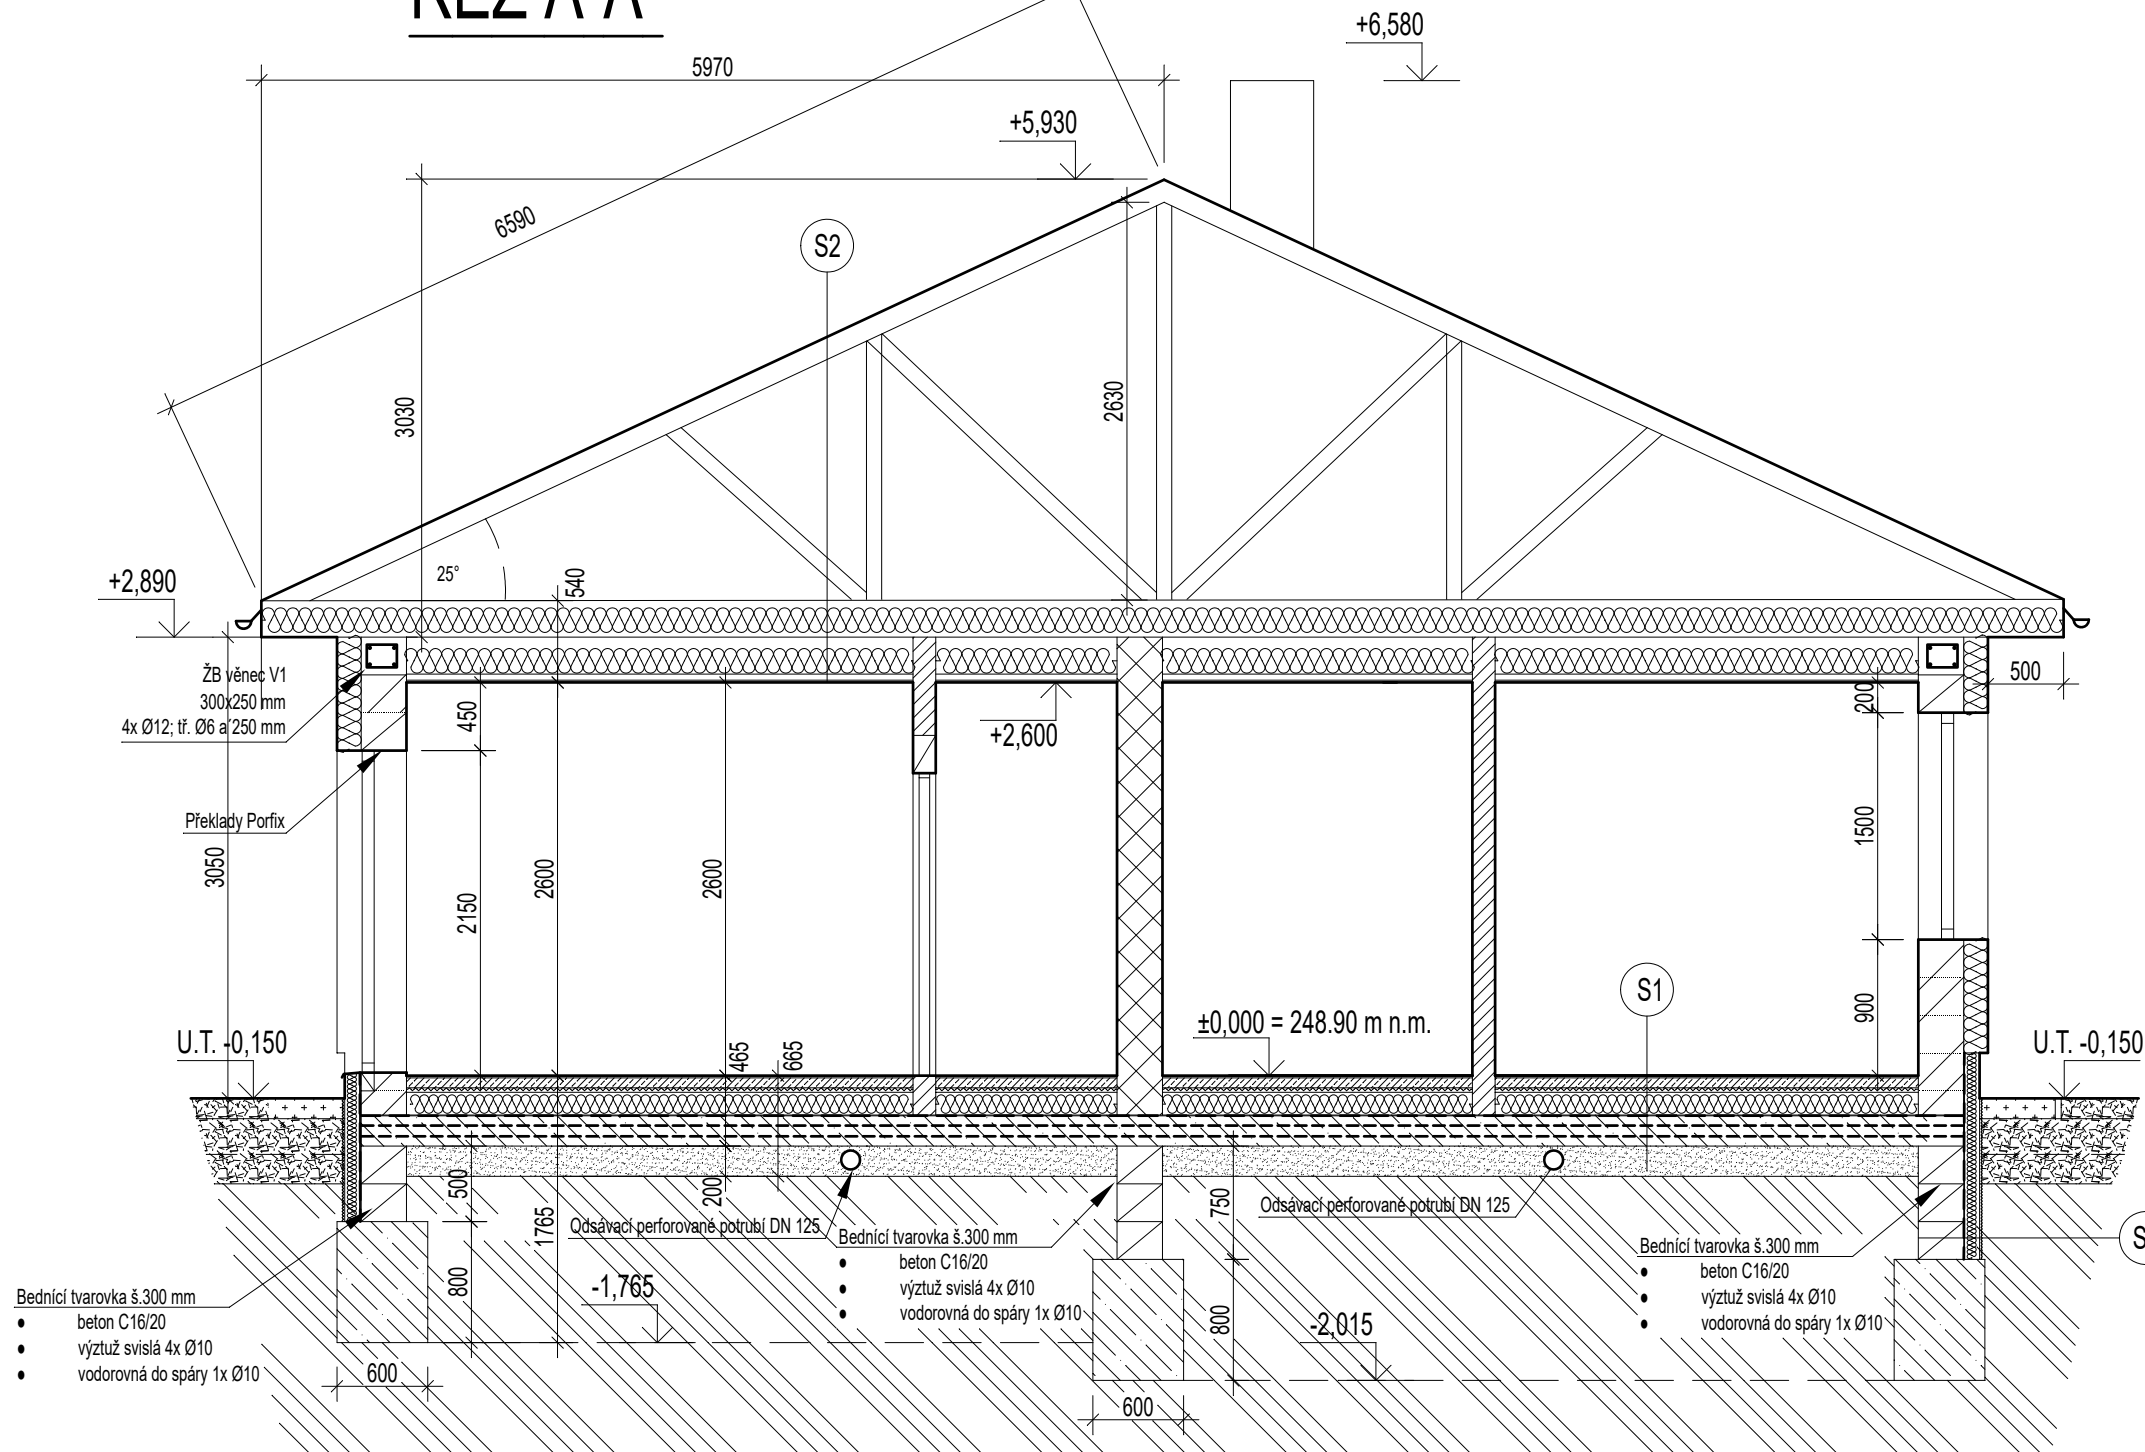 ŘEZ A-A
+6,580
5970
+5,930
6590
S2
3030
2630
25°
540
+2,890
ŽB věnec V1
300x250 mm
4x Ø12; tř. Ø6 a 250 mm
450
+2,600
200
500
Překlady Porfix
3050
2150
2600
2600
1500
S1
900
±0,000 = 248.90 m n.m.
U.T. -0,150
465
665
U.T. -0,150
500
200
1765
750
Odsávací perforované potrubí DN 125
Odsávací perforované potrubí DN 125
Bednící tvarovka š.300 mm
• beton C16/20
• výztuž svislá 4x Ø10
• vodorovná do spáry 1x Ø10
Bednící tvarovka š.300 mm
• beton C16/20
• výztuž svislá 4x Ø10
• vodorovná do spáry 1x Ø10
S
800
-1,765
800
-2,015
Bednící tvarovka š.300 mm
• beton C16/20
• výztuž svislá 4x Ø10
• vodorovná do spáry 1x Ø10
600
600